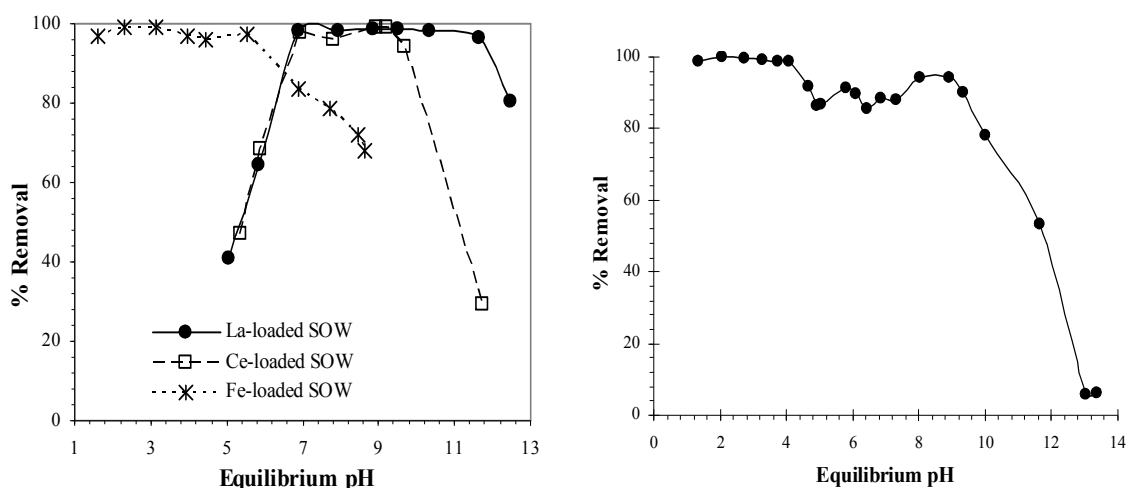 100
80
60
40
20
0
% Removal
La-loaded SOW
Ce-loaded SOW
Fe-loaded SOW
1 3 5 7 9 11 13
Equilibrium pH
100
80
60
40
20
0
% Removal
0 2 4 6 8 10 12 14
Equilibrium pH